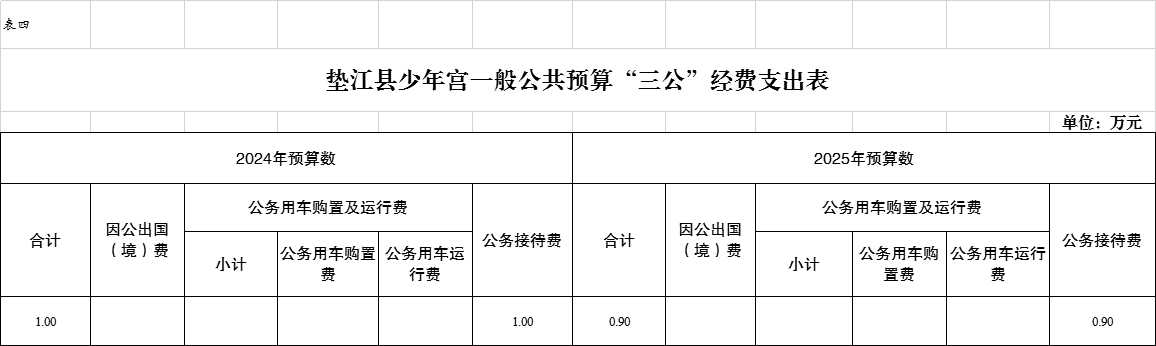 表四
垫江县少年宫一般公共预算“三公”经费支出表
单位：万元
2024年预算数 2025年预算数
合计 因公出国（境）费 公务用车购置及运行费 公务接待费 合计 因公出国（境）费 公务用车购置及运行费 公务接待费
小计 公务用车购置费 公务用车运行费 小计 公务用车购置费 公务用车运行费
1.00 1.00 0.90 0.90